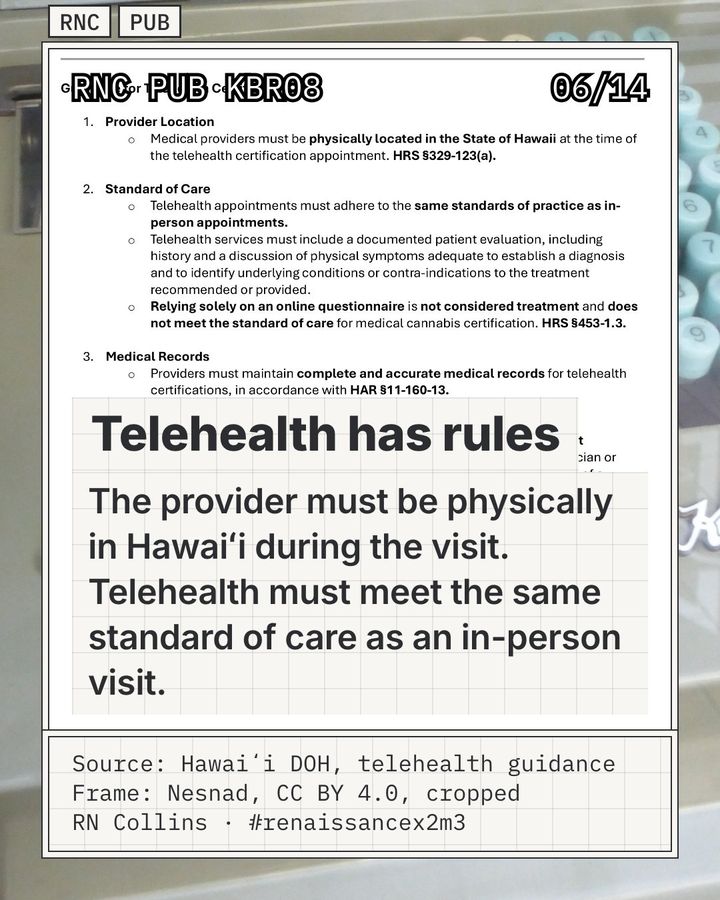 RNC PUB
RNC PUB KBR08 06/14
1. Provider Location
o Medical providers must be physically located in the State of Hawaii at the time of
the telehealth certification appointment. HRS §329-123(a).
2. Standard of Care
o Telehealth appointments must adhere to the same standards of practice as in-
person appointments.
o Telehealth services must include a documented patient evaluation, including
history and a discussion of physical symptoms adequate to establish a diagnosis
and to identify underlying conditions or contra-indications to the treatment
recommended or provided.
o Relying solely on an online questionnaire is not considered treatment and does
not meet the standard of care for medical cannabis certification. HRS §453-1.3.
3. Medical Records
o Providers must maintain complete and accurate medical records for telehealth
certifications, in accordance with HAR §11-160-13.
Telehealth has rules
The provider must be physically
in Hawaiʻi during the visit.
Telehealth must meet the same
standard of care as an in-person
visit.
Source: Hawaiʻi DOH, telehealth guidance
Frame: Nesnad, CC BY 4.0, cropped
RN Collins · #renaissancex2m3